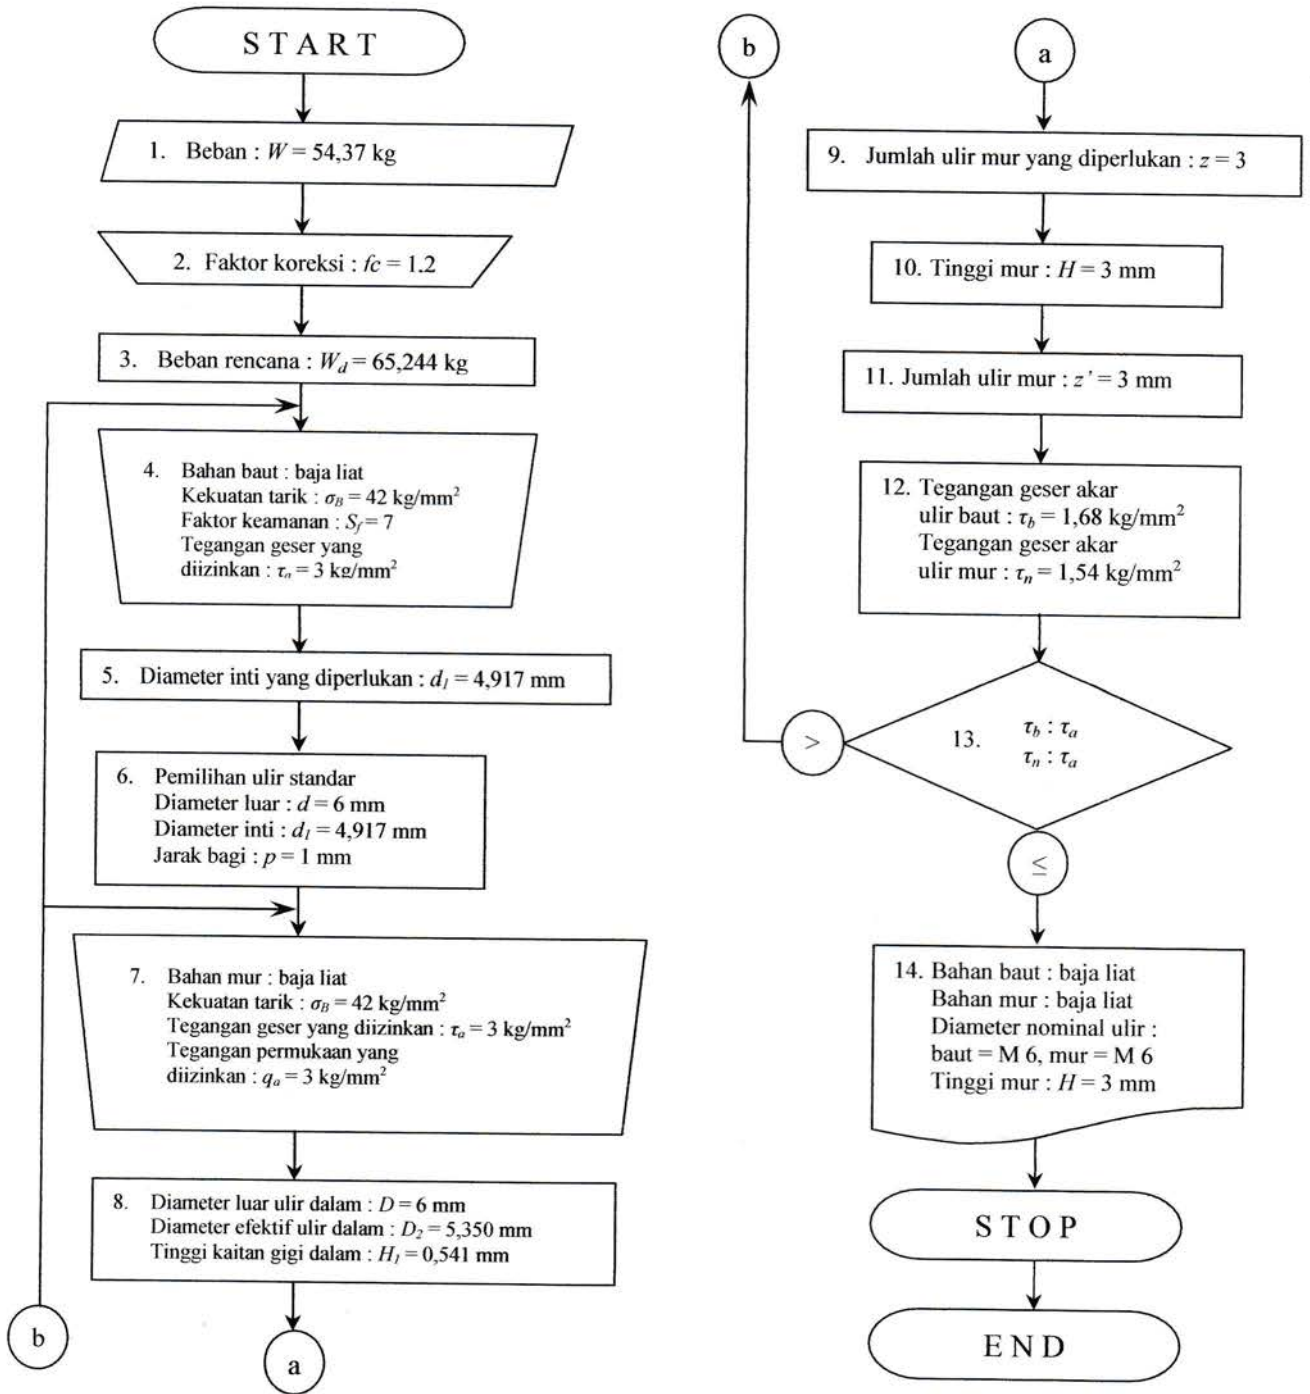 START
1. Beban : W = 54,37 kg
2. Faktor koreksi : fc = 1.2
3. Beban rencana : W_d = 65,244 kg
4. Bahan baut : baja liat
Kekuatan tarik : σ_B = 42 kg/mm²
Faktor keamanan : S_f = 7
Tegangan geser yang
diizinkan : τ_a = 3 kg/mm²
5. Diameter inti yang diperlukan : d_1 = 4,917 mm
6. Pemilihan ulir standar
Diameter luar : d = 6 mm
Diameter inti : d_1 = 4,917 mm
Jarak bagi : p = 1 mm
7. Bahan mur : baja liat
Kekuatan tarik : σ_B = 42 kg/mm²
Tegangan geser yang diizinkan : τ_a = 3 kg/mm²
Tegangan permukaan yang
diizinkan : q_a = 3 kg/mm²
8. Diameter luar ulir dalam : D = 6 mm
Diameter efektif ulir dalam : D_2 = 5,350 mm
Tinggi kaitan gigi dalam : H_1 = 0,541 mm
b
a
b
a
9. Jumlah ulir mur yang diperlukan : z = 3
10. Tinggi mur : H = 3 mm
11. Jumlah ulir mur : z' = 3 mm
12. Tegangan geser akar
ulir baut : τ_b = 1,68 kg/mm²
Tegangan geser akar
ulir mur : τ_n = 1,54 kg/mm²
13. τ_b : τ_a
τ_n : τ_a
>
≤
14. Bahan baut : baja liat
Bahan mur : baja liat
Diameter nominal ulir :
baut = M 6, mur = M 6
Tinggi mur : H = 3 mm
STOP
END